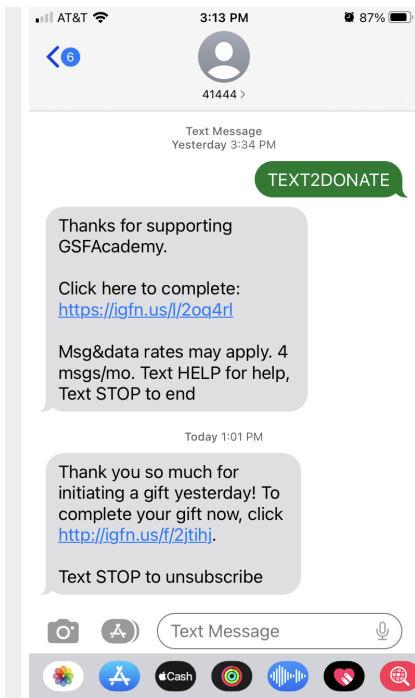 AT&T
3:13 PM
87%
6
41444 >
Text Message
Yesterday 3:34 PM
TEXT2DONATE
Thanks for supporting
GSFAcademy.
Click here to complete:
https://igfn.us/l/2oq4rl
Msg&data rates may apply. 4
msgs/mo. Text HELP for help,
Text STOP to end
Today 1:01 PM
Thank you so much for
initiating a gift yesterday! To
complete your gift now, click
http://igfn.us/f/2jtihj.
Text STOP to unsubscribe
Text Message
Cash